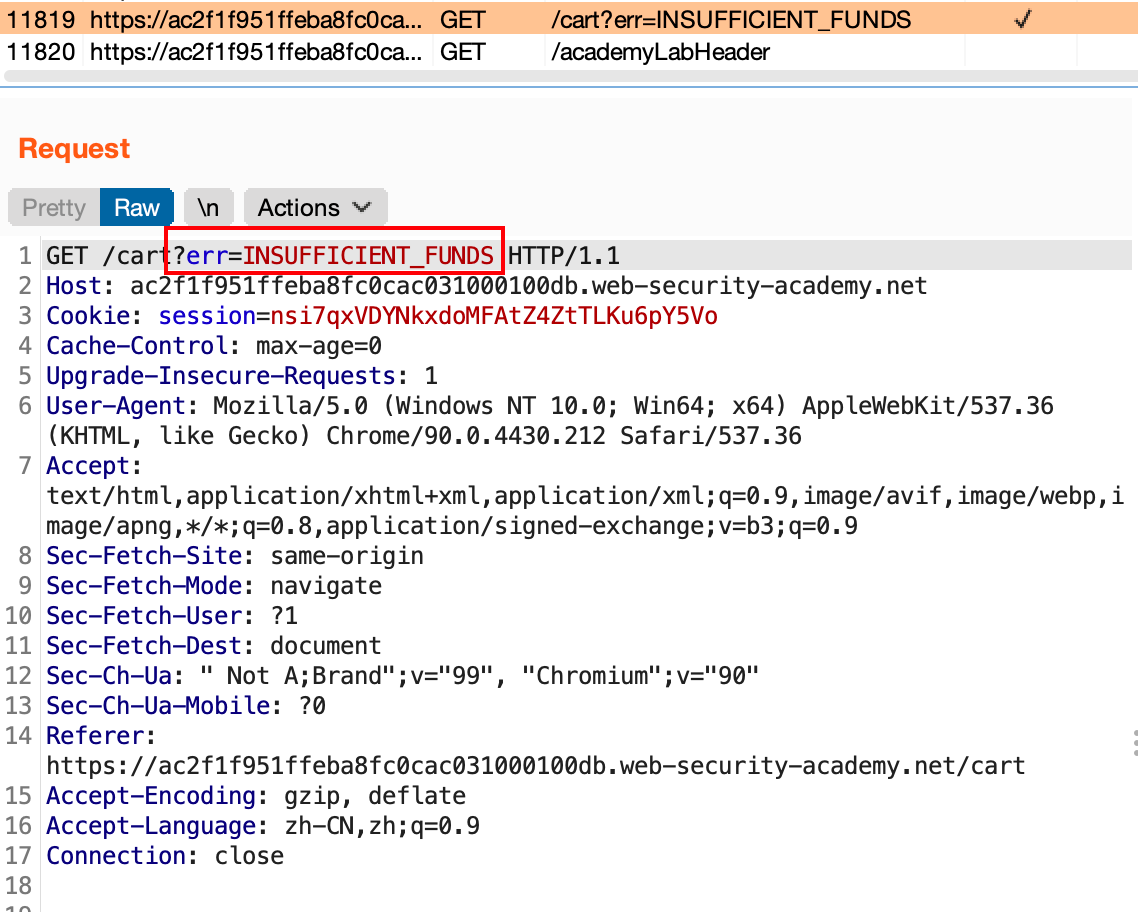 11819 https://ac2f1f951ffeba8fc0ca... GET /cart?err=INSUFFICIENT_FUNDS ✓
11820 https://ac2f1f951ffeba8fc0ca... GET /academyLabHeader
Request
Pretty Raw \n Actions
1 GET /cart?err=INSUFFICIENT_FUNDS HTTP/1.1
2 Host: ac2f1f951ffeba8fc0cac031000100db.web-security-academy.net
3 Cookie: session=nsi7qxVDYNkxdoMFAtZ4ZtTLKu6pY5Vo
4 Cache-Control: max-age=0
5 Upgrade-Insecure-Requests: 1
6 User-Agent: Mozilla/5.0 (Windows NT 10.0; Win64; x64) AppleWebKit/537.36
(KHTML, like Gecko) Chrome/90.0.4430.212 Safari/537.36
7 Accept:
text/html,application/xhtml+xml,application/xml;q=0.9,image/avif,image/webp,i
mage/apng,*/*;q=0.8,application/signed-exchange;v=b3;q=0.9
8 Sec-Fetch-Site: same-origin
9 Sec-Fetch-Mode: navigate
10 Sec-Fetch-User: ?1
11 Sec-Fetch-Dest: document
12 Sec-Ch-Ua: " Not A;Brand";v="99", "Chromium";v="90"
13 Sec-Ch-Ua-Mobile: ?0
14 Referer:
https://ac2f1f951ffeba8fc0cac031000100db.web-security-academy.net/cart
15 Accept-Encoding: gzip, deflate
16 Accept-Language: zh-CN,zh;q=0.9
17 Connection: close
18